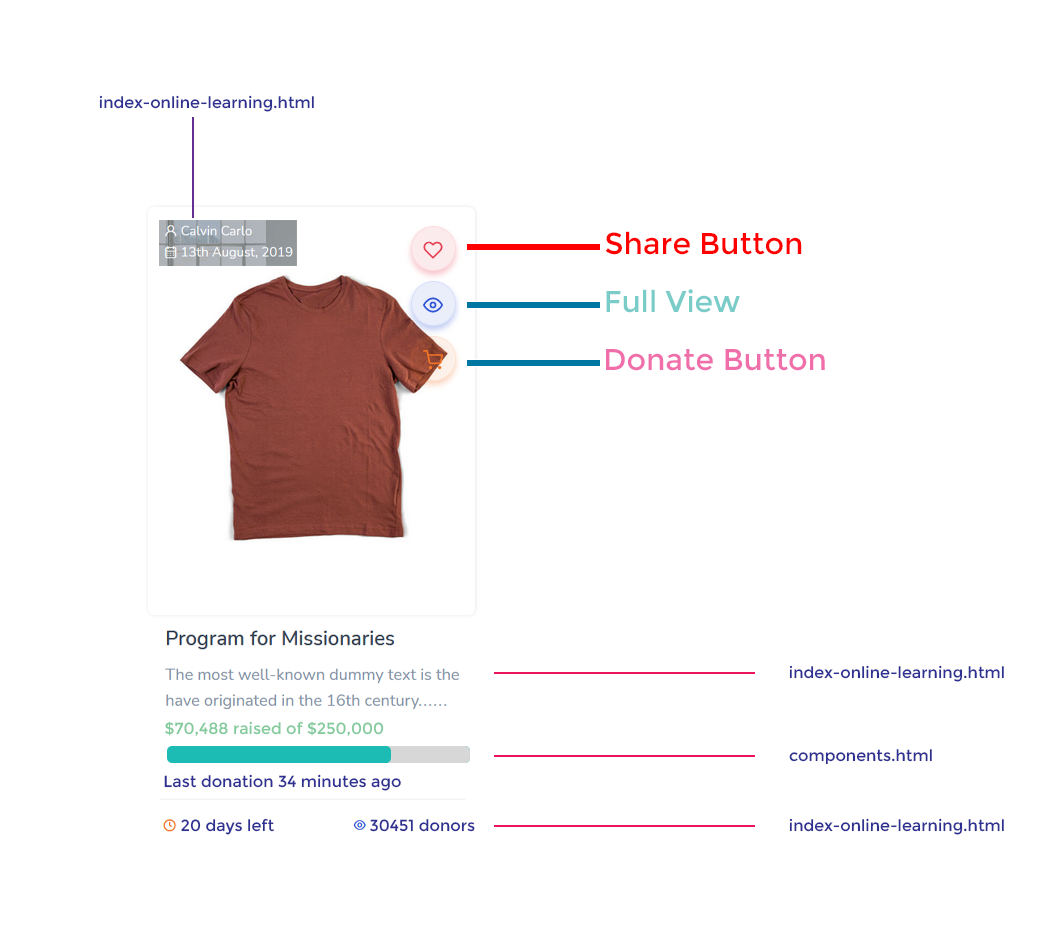 index-online-learning.html
Calvin Carlo
13th August, 2019
Share Button
Full View
Donate Button
Program for Missionaries
The most well-known dummy text is the
have originated in the 16th century......
index-online-learning.html
$70,488 raised of $250,000
components.html
Last donation 34 minutes ago
20 days left
30451 donors
index-online-learning.html